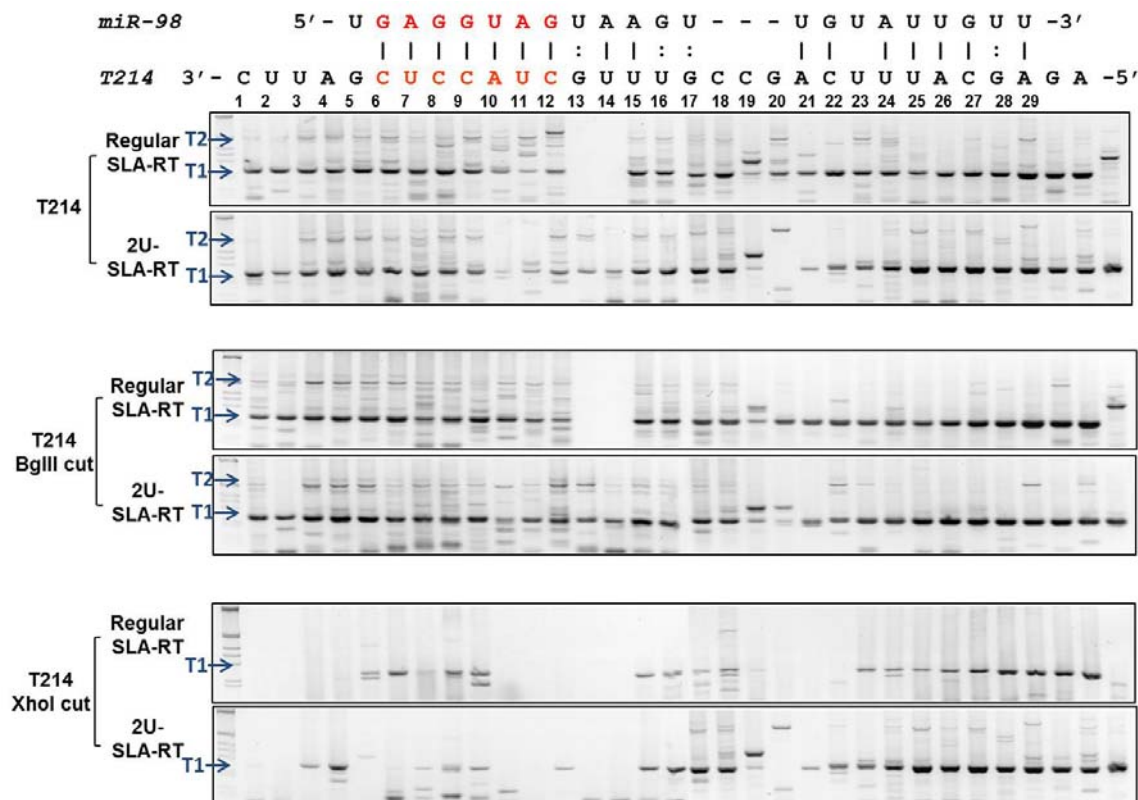 miR-98 5'- U G A G G U A G U A A G U - - - U G U A U U G U U -3'
| | | | | | | : | | : : | | | | | : |
T214 3'- C U U A G C U C C A U C G U U U G C C G A C U U U A C G A G A -5'
1 2 3 4 5 6 7 8 9 10 11 12 13 14 15 16 17 18 19 20 21 22 23 24 25 26 27 28 29
Regular SLA-RT
T2
T1
T214
2U-SLA-RT
T2
T1
Regular SLA-RT
T2
T1
T214 BglII cut
2U-SLA-RT
T2
T1
Regular SLA-RT
T1
T214 XhoI cut
2U-SLA-RT
T1